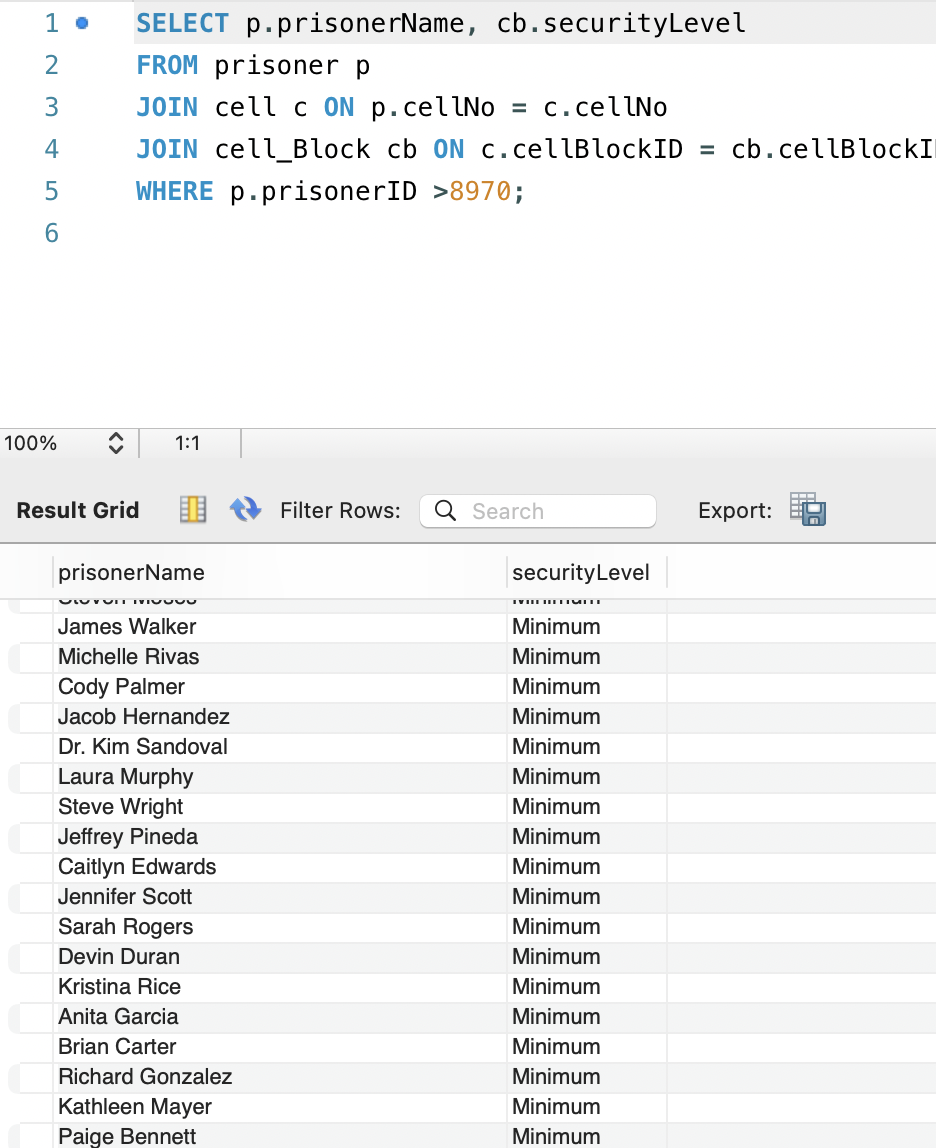 1 SELECT p.prisonerName, cb.securityLevel
2 FROM prisoner p
3 JOIN cell c ON p.cellNo = c.cellNo
4 JOIN cell_Block cb ON c.cellBlockID = cb.cellBlockI
5 WHERE p.prisonerID >8970;
6
100% 1:1
Result Grid Filter Rows: Search Export:
prisonerName securityLevel
Steven Moses Minimum
James Walker Minimum
Michelle Rivas Minimum
Cody Palmer Minimum
Jacob Hernandez Minimum
Dr. Kim Sandoval Minimum
Laura Murphy Minimum
Steve Wright Minimum
Jeffrey Pineda Minimum
Caitlyn Edwards Minimum
Jennifer Scott Minimum
Sarah Rogers Minimum
Devin Duran Minimum
Kristina Rice Minimum
Anita Garcia Minimum
Brian Carter Minimum
Richard Gonzalez Minimum
Kathleen Mayer Minimum
Paige Bennett Minimum